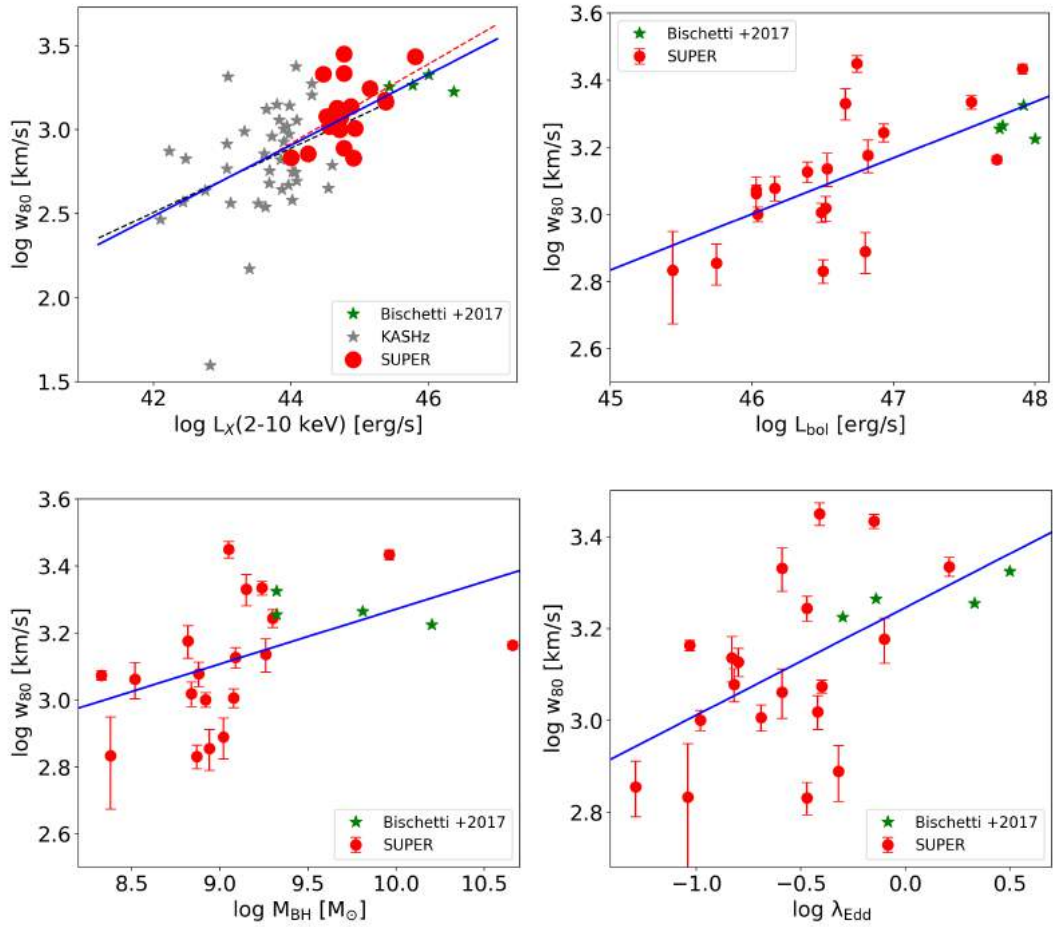 3.5
3.0
2.5
2.0
1.5
log w₈₀ [km/s]
Bischetti +2017
KASHz
SUPER
42
44
46
log L_X(2-10 keV) [erg/s]
Bischetti +2017
SUPER
3.6
3.4
3.2
3.0
2.8
2.6
log w₈₀ [km/s]
45
46
47
48
log L_bol [erg/s]
3.6
3.4
3.2
3.0
2.8
2.6
log w₈₀ [km/s]
Bischetti +2017
SUPER
8.5
9.0
9.5
10.0
10.5
log M_BH [M_⊙]
3.4
3.2
3.0
2.8
log w₈₀ [km/s]
Bischetti +2017
SUPER
−1.0
−0.5
0.0
0.5
log λ_Edd